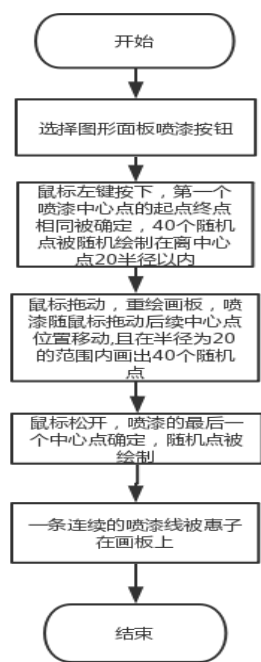 开始
选择图形面板喷漆按钮
鼠标左键按下，第一个
喷漆中心点的起点终点
相同被确定，40个随机
点被随机绘制在离中心
点20半径以内
鼠标拖动，重绘画板，喷
漆随鼠标拖动后续中心点
位置移动,且在半径为20
的范围内画出40个随机
点
鼠标松开，喷漆的最后一
个中心点确定，随机点被
绘制
一条连续的喷漆线被惠子
在画板上
结束